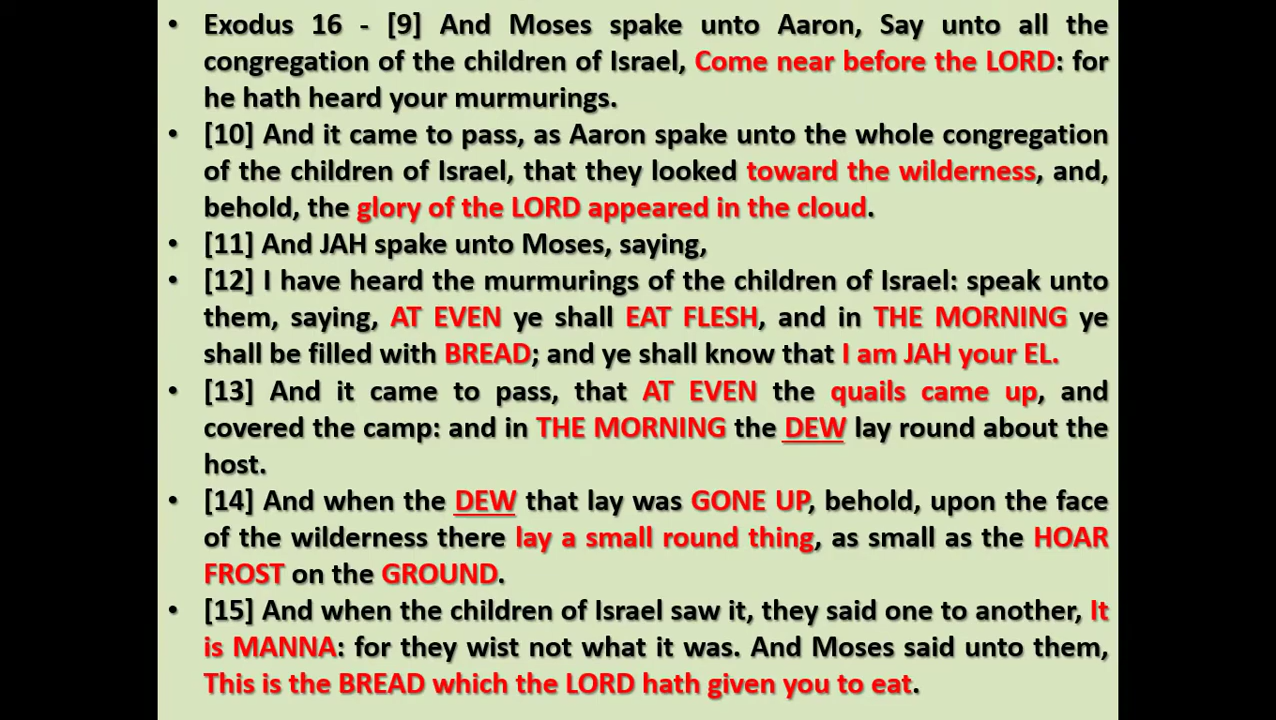 • Exodus 16 - [9] And Moses spake unto Aaron, Say unto all the
congregation of the children of Israel, Come near before the LORD: for
he hath heard your murmurings.
• [10] And it came to pass, as Aaron spake unto the whole congregation
of the children of Israel, that they looked toward the wilderness, and,
behold, the glory of the LORD appeared in the cloud.
• [11] And JAH spake unto Moses, saying,
• [12] I have heard the murmurings of the children of Israel: speak unto
them, saying, AT EVEN ye shall EAT FLESH, and in THE MORNING ye
shall be filled with BREAD; and ye shall know that I am JAH your EL.
• [13] And it came to pass, that AT EVEN the quails came up, and
covered the camp: and in THE MORNING the DEW lay round about the
host.
• [14] And when the DEW that lay was GONE UP, behold, upon the face
of the wilderness there lay a small round thing, as small as the HOAR
FROST on the GROUND.
• [15] And when the children of Israel saw it, they said one to another, It
is MANNA: for they wist not what it was. And Moses said unto them,
This is the BREAD which the LORD hath given you to eat.